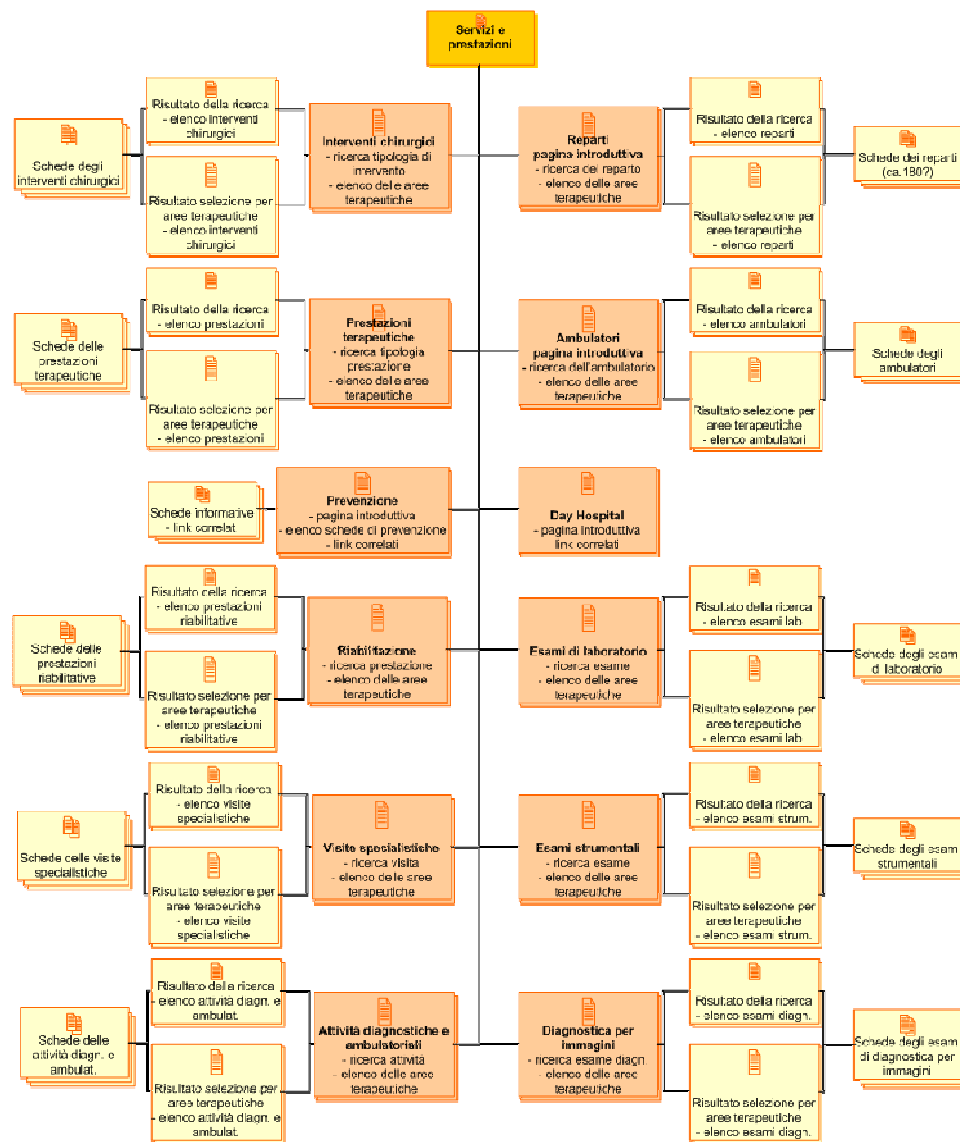 Servizi e
prestazioni
Risultato della ricerca
- elenco interventi
chirurgici
Schede degli
interventi chirurgici
Risultato selezione per
aree terapeutiche
- elenco interventi
chirurgici
Interventi chirurgici
- ricerca tipologia di
intervento
- elenco delle aree
terapeutiche
Reparti
pagina introduttiva
- ricerca del reparto
- elenco delle aree
terapeutiche
Risultato della ricerca
- elenco reparti
Risultato selezione per
aree terapeutiche
- elenco reparti
Schede dei reparti
(ca.180?)
Risultato della ricerca
- elenco prestazioni
Schede delle
prestazioni
terapeutiche
Risultato selezione per
aree terapeutiche
- elenco prestazioni
Prestazioni
terapeutiche
- ricerca tipologia
prestazione
- elenco delle aree
terapeutiche
Ambulatori
pagina introduttiva
- ricerca dell'ambulatorio
- elenco delle aree
terapeutiche
Risultato della ricerca
- elenco ambulatori
Risultato selezione per
aree terapeutiche
- elenco ambulatori
Schede degli
ambulatori
Schede informative
- link correlat
Prevenzione
- pagina introduttiva
- elenco schede di prevenzione
- link correlati
Day Hospital
- pagina introduttiva
link correlati
Risultato della ricerca
- elenco prestazioni
riabilitative
Schede delle
prestazioni
riabilitative
Risultato selezione per
aree terapeutiche
- elenco prestazioni
riabilitative
Riabilitazione
- ricerca prestazione
- elenco delle aree
terapeutiche
Esami di laboratorio
- ricerca esame
- elenco delle aree
terapeutiche
Risultato della ricerca
- elenco esami lab.
Risultato selezione per
aree terapeutiche
- elenco esami lab.
Schede degli esam
di laboratorio
Risultato della ricerca
- elenco visite
specialistiche
Schede delle visite
specialistiche
Risultato selezione per
aree terapeutiche
- elenco visite
specialistiche
Visite specialistiche
- ricerca visita
- elenco delle aree
terapeutiche
Esami strumentali
- ricerca esame
- elenco delle aree
terapeutiche
Risultato della ricerca
- elenco esami strum.
Risultato selezione per
aree terapeutiche
- elenco esami strum.
Schede degli esam
strumentali
Risultato della ricerca
- elenco attività diagn. e
ambulat.
Schede delle
attività diagn. e
ambulat.
Risultato selezione per
aree terapeutiche
- elenco attività diagn. e
ambulat.
Attività diagnostiche e
ambulatoriali
- ricerca attività
- elenco delle aree
terapeutiche
Diagnostica per
immagini
- ricerca esame diagn.
- elenco delle aree
terapeutiche
Risultato della ricerca
- elenco esami diagn.
Risultato selezione per
aree terapeutiche
- elenco esami diagn.
Schede degli esam
di diagnostica per
immagini